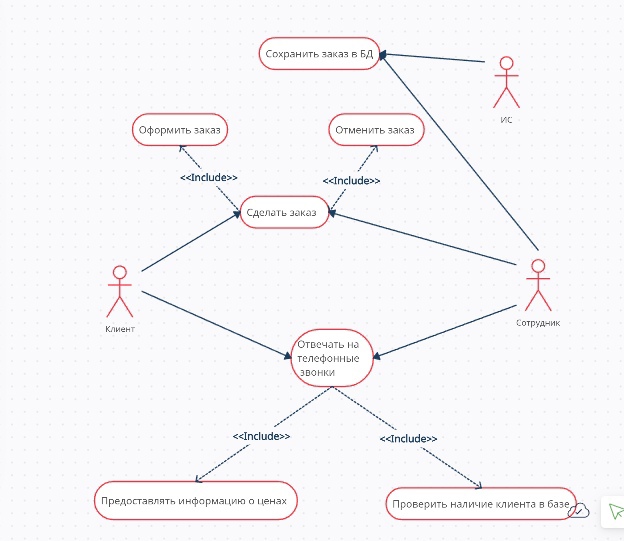 Сохранить заказ в БД
ИС
Оформить заказ
Отменить заказ
<<Include>>
<<Include>>
Сделать заказ
Клиент
Сотрудник
Отвечать на
телефонные
звонки
<<Include>>
<<Include>>
Предоставлять информацию о ценах
Проверить наличие клиента в базе